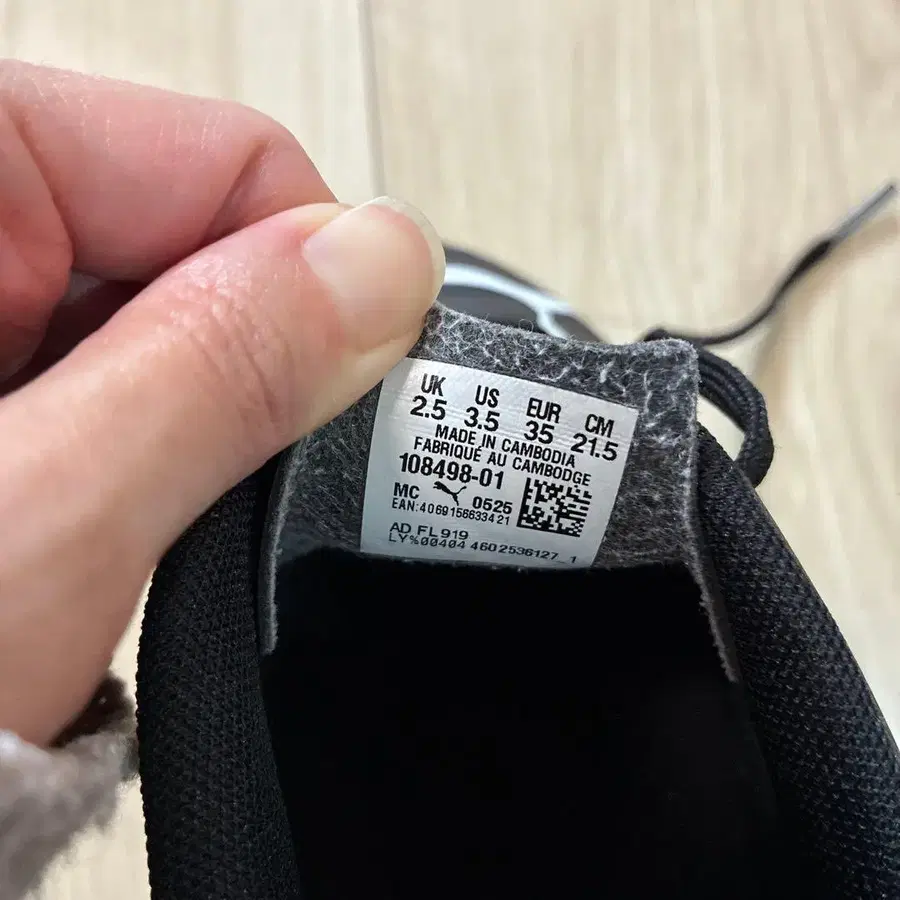 UK US EUR CM
2.5 3.5 35 21.5
MADE IN CAMBODIA
FABRIQUÉ AU CAMBODGE
108498-01
MC 0525
EAN:4069156633421
AD FL919
LY%00404 4602536127_1